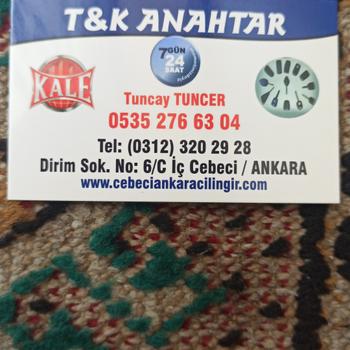 T&K ANAHTAR
7 GÜN
24
SAAT
KALE
Tuncay TUNCER
0535 276 63 04
Tel: (0312) 320 29 28
Dirim Sok. No: 6/C İç Cebeci / ANKARA
www.cebeciankaracilingir.com